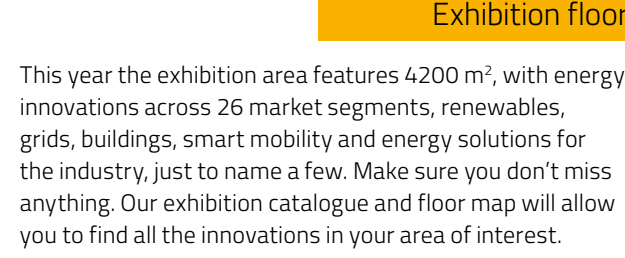 Exhibition floor
This year the exhibition area features 4200 m², with energy
innovations across 26 market segments, renewables,
grids, buildings, smart mobility and energy solutions for
the industry, just to name a few. Make sure you don’t miss
anything. Our exhibition catalogue and floor map will allow
you to find all the innovations in your area of interest.